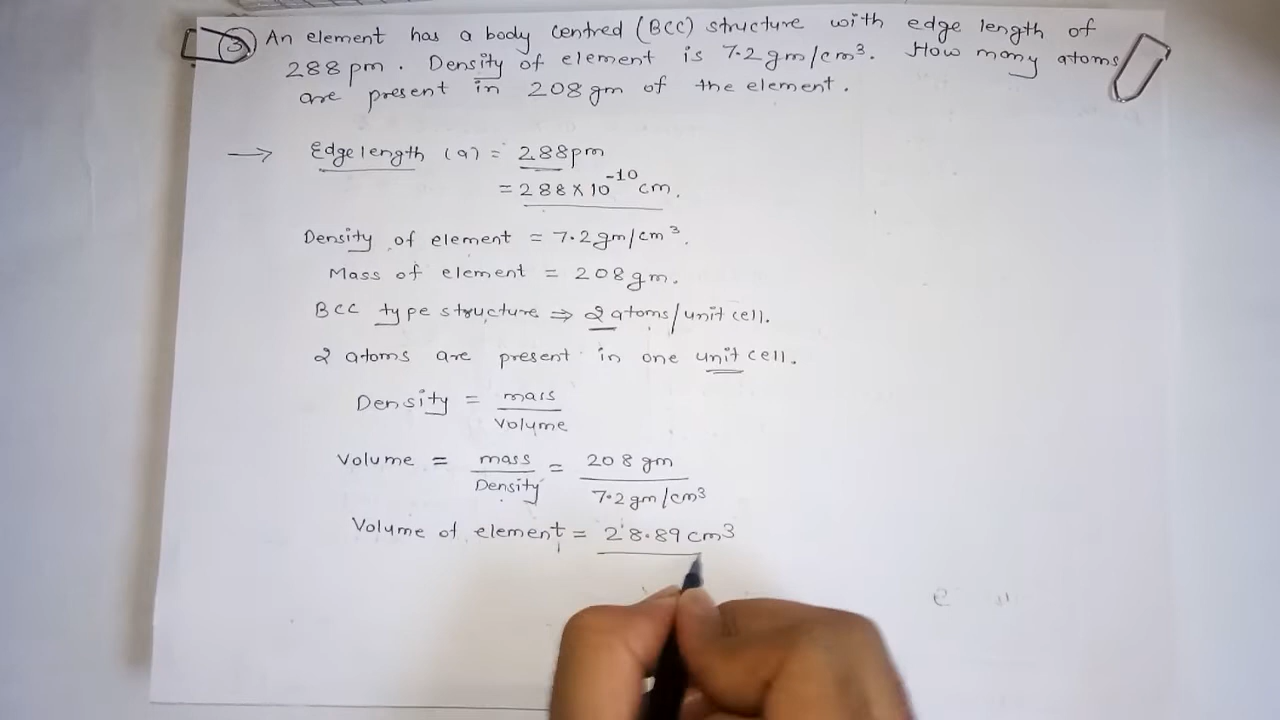 3 An element has a body centred (BCC) structure with edge length of
288 pm. Density of element is 7.2 gm/cm³. How many atoms
are present in 208 gm of the element.
→ Edge length (a) = 288 pm
= 288 × 10⁻¹⁰ cm.
Density of element = 7.2 gm/cm³.
Mass of element = 208 gm.
BCC type structure ⇒ 2 atoms/unit cell.
2 atoms are present in one unit cell.
Density = mass / Volume
Volume = mass / Density = 208 gm / 7.2 gm/cm³
Volume of element = 28.89 cm³